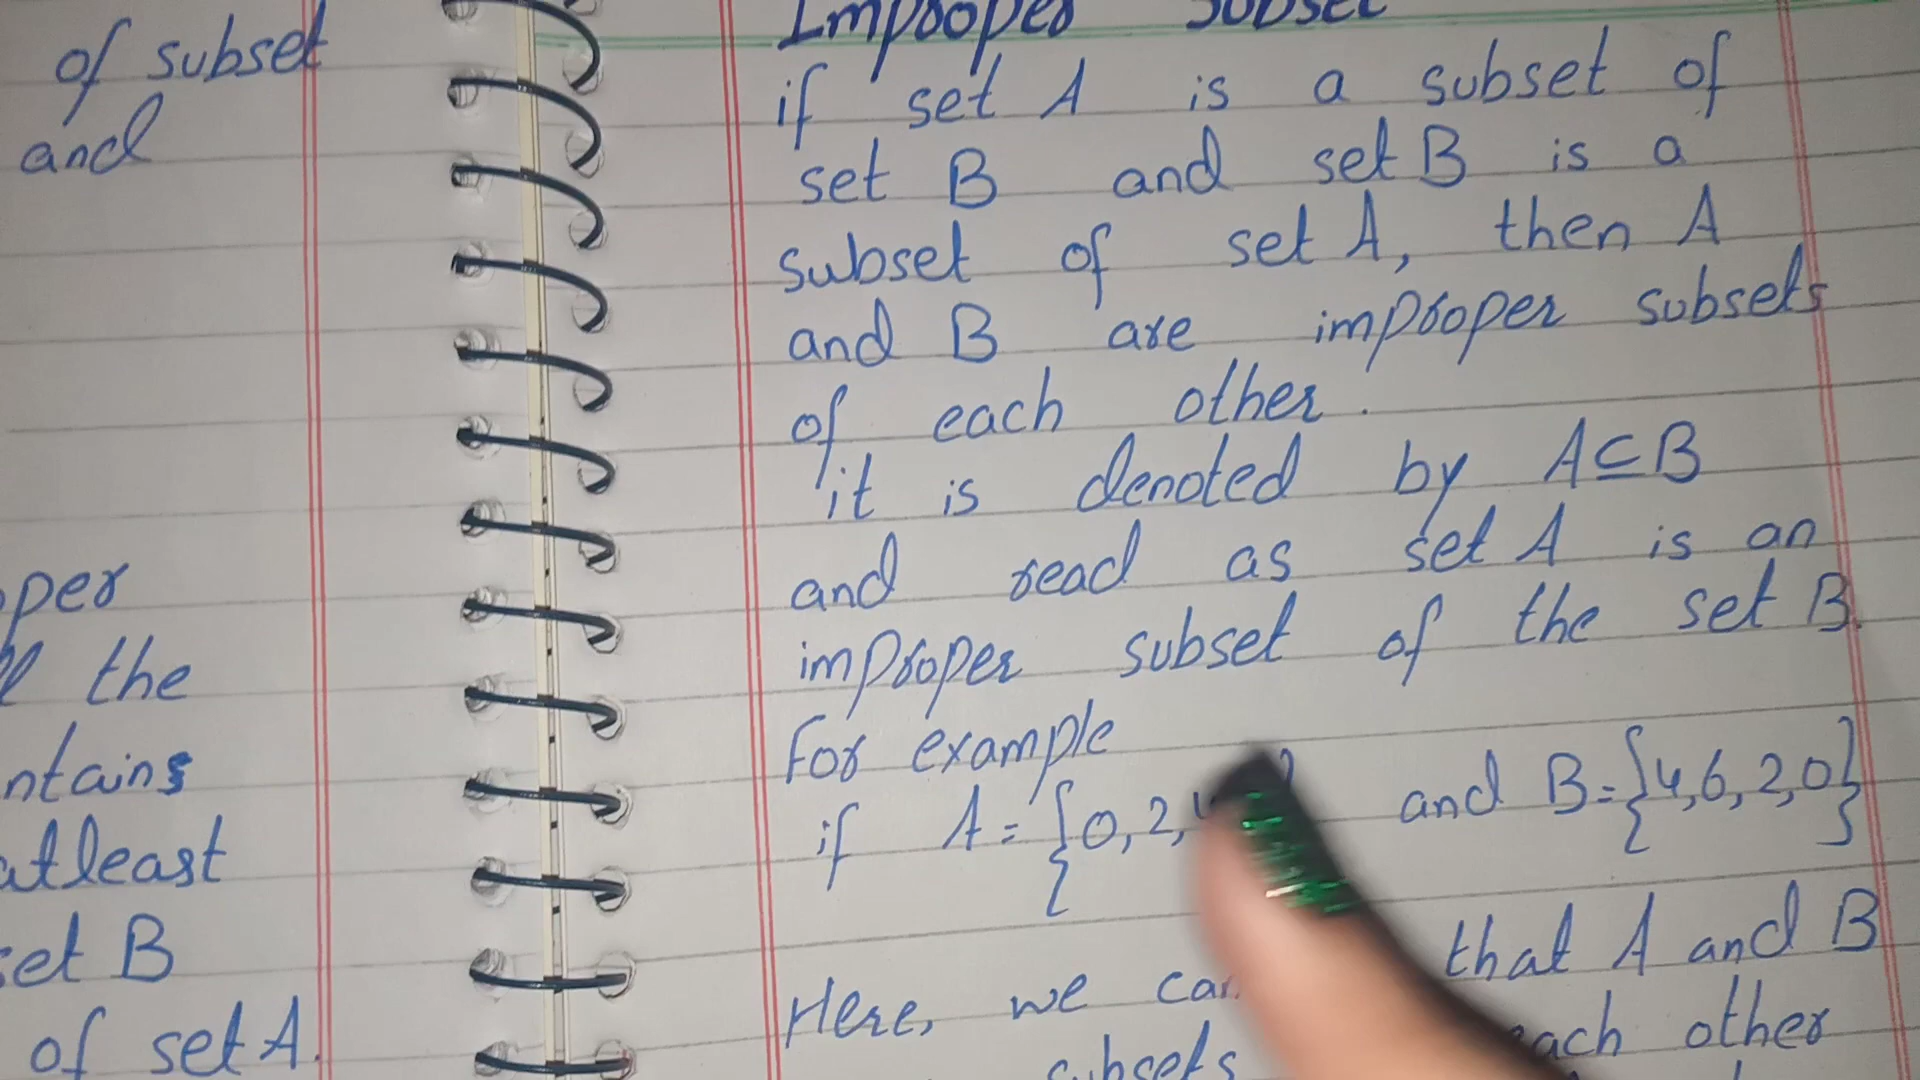 of subset
and
per
the
ntains
atleast
set B
of set A.
Improper Subset
if set A is a subset of
set B and set B is a
subset of set A, then A
and B are improper subsets
of each other.
it is denoted by A⊆B
and read as set A is an
improper subset of the set B.
For example
if A = {0, 2, and B = {4, 6, 2, 0}
Here, we can that A and B
subsets each other